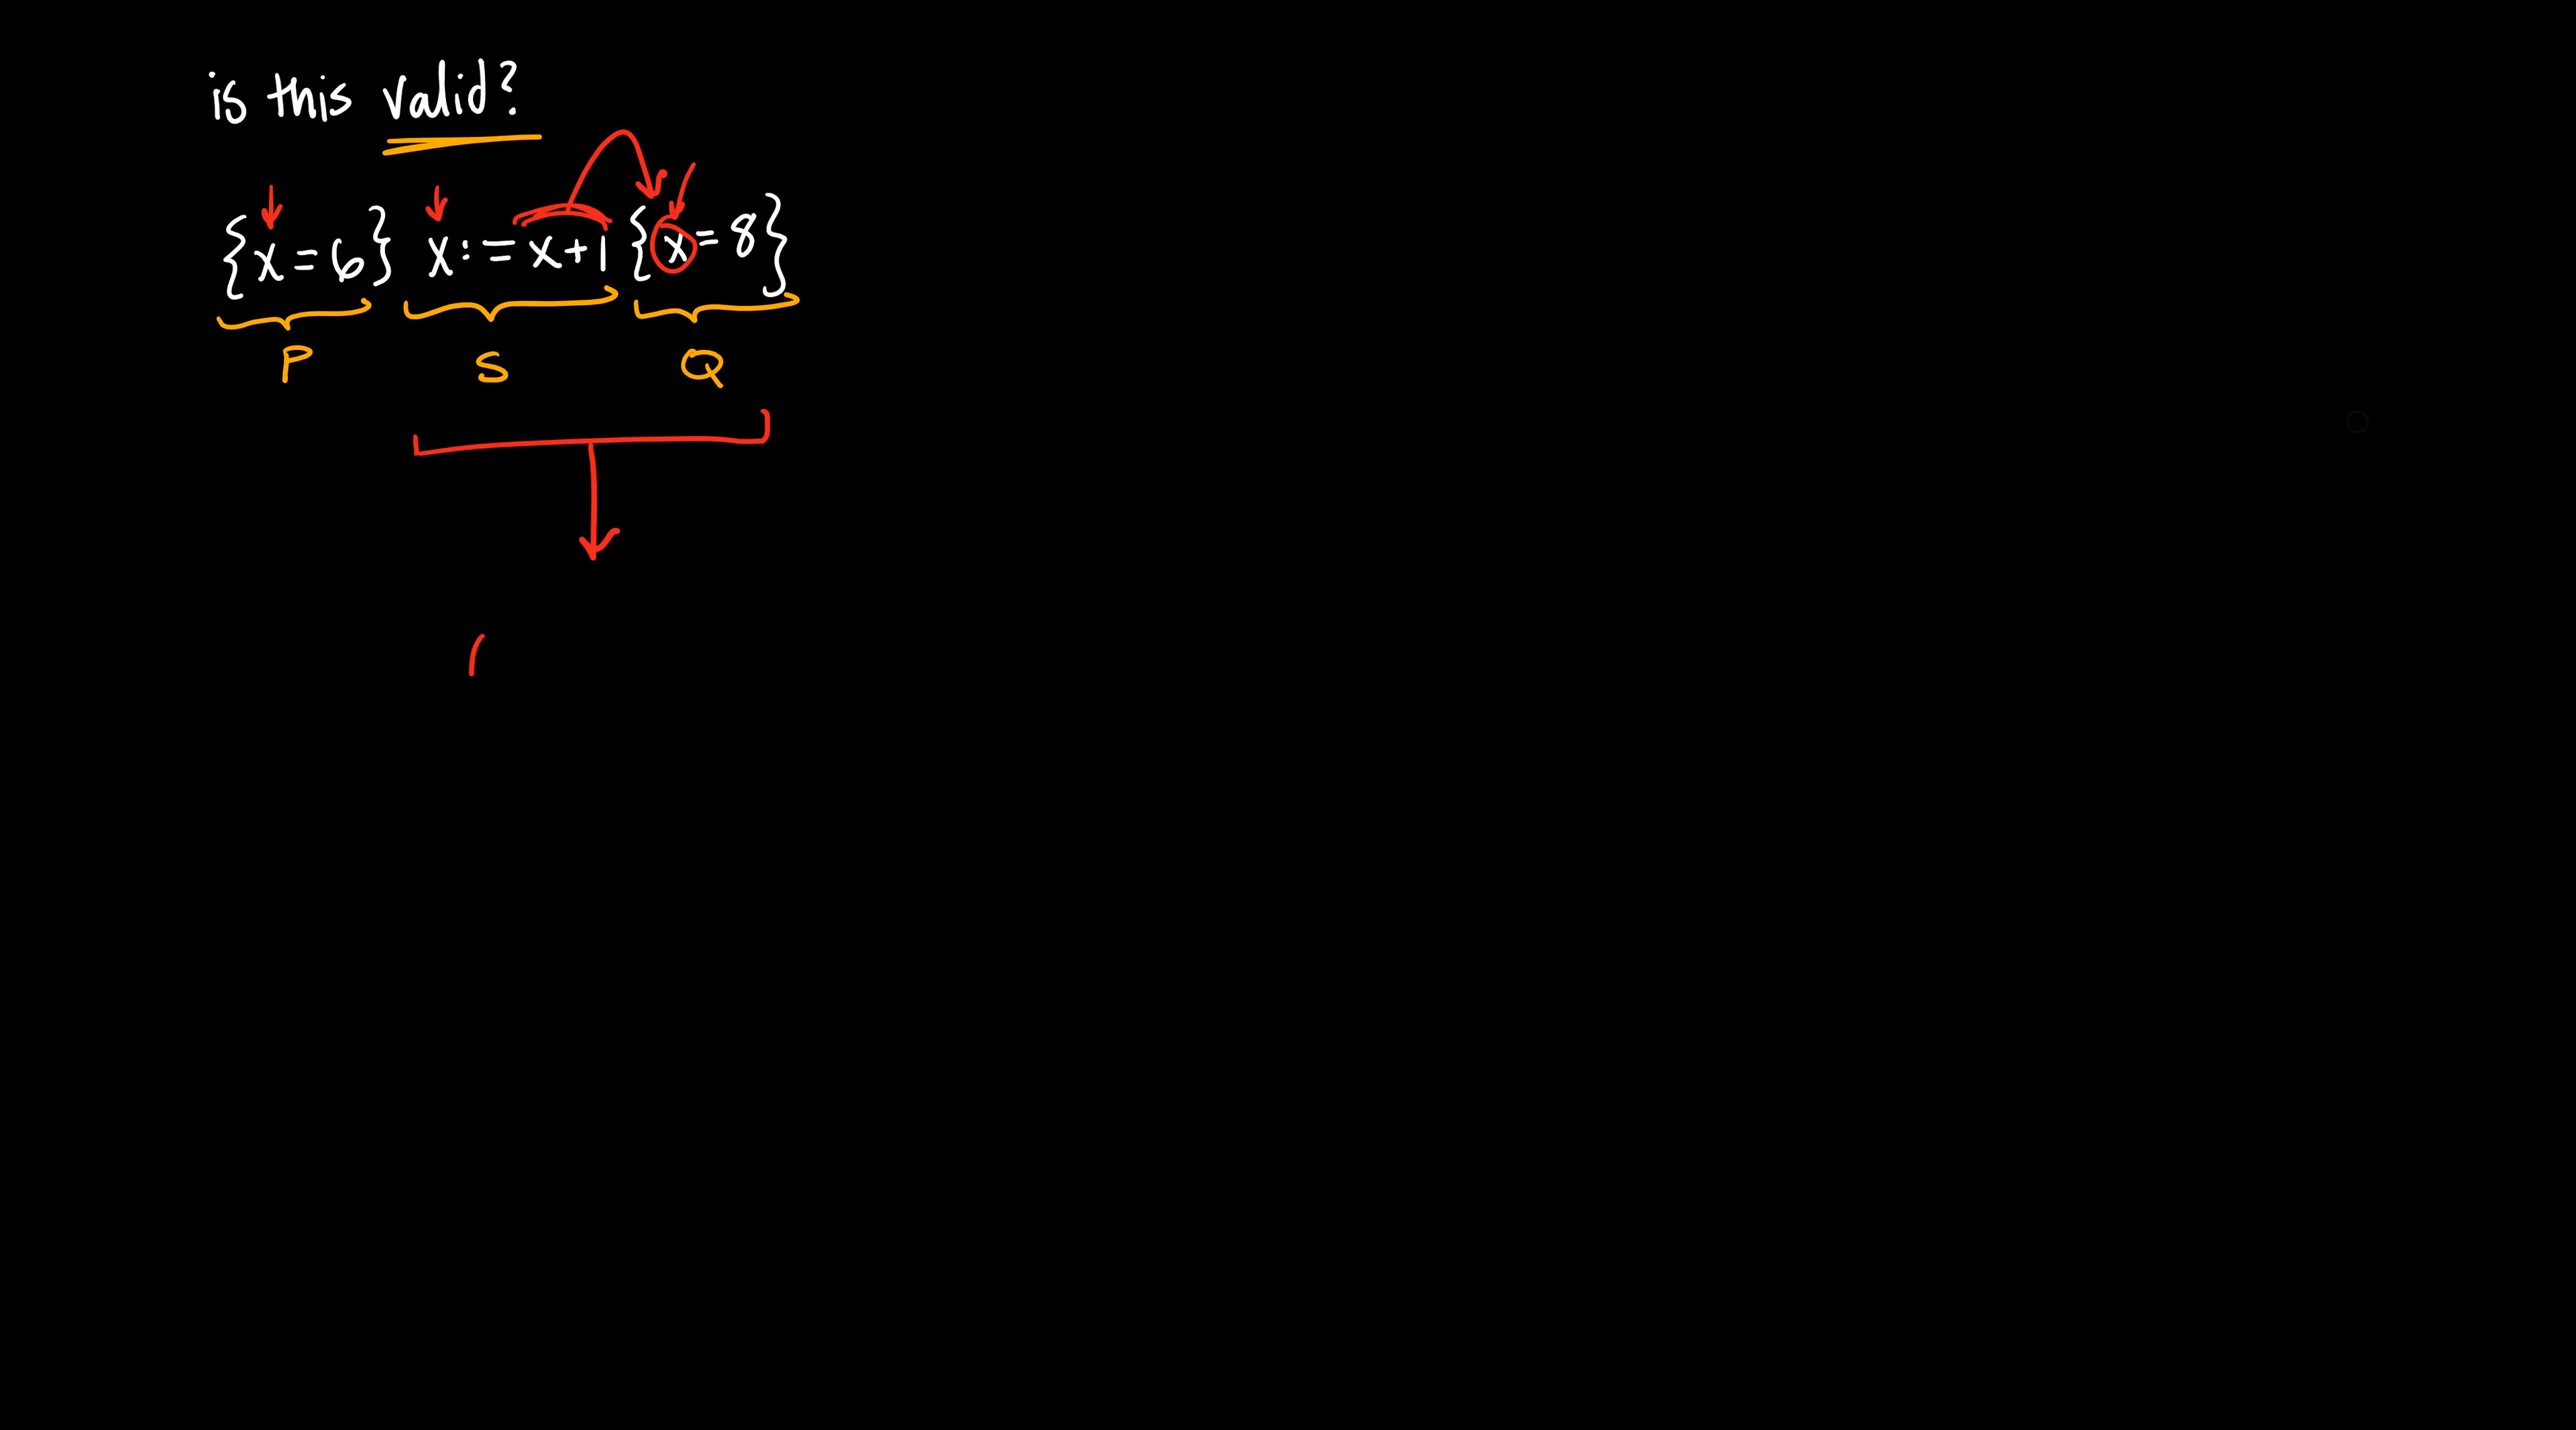 is this valid?
{x = 6} x := x + 1 {x = 8}
P S Q